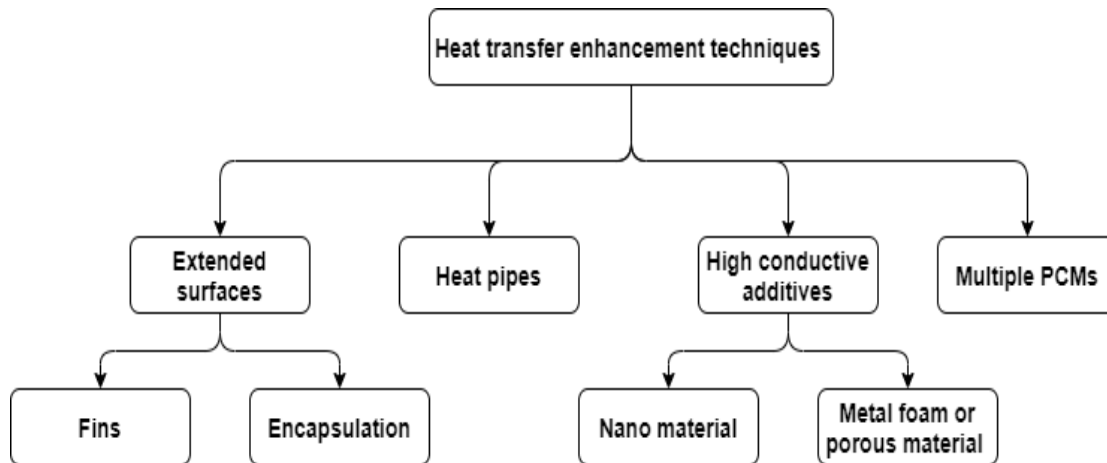 Heat transfer enhancement techniques
Extended
surfaces
Heat pipes
High conductive
additives
Multiple PCMs
Fins
Encapsulation
Nano material
Metal foam or
porous material